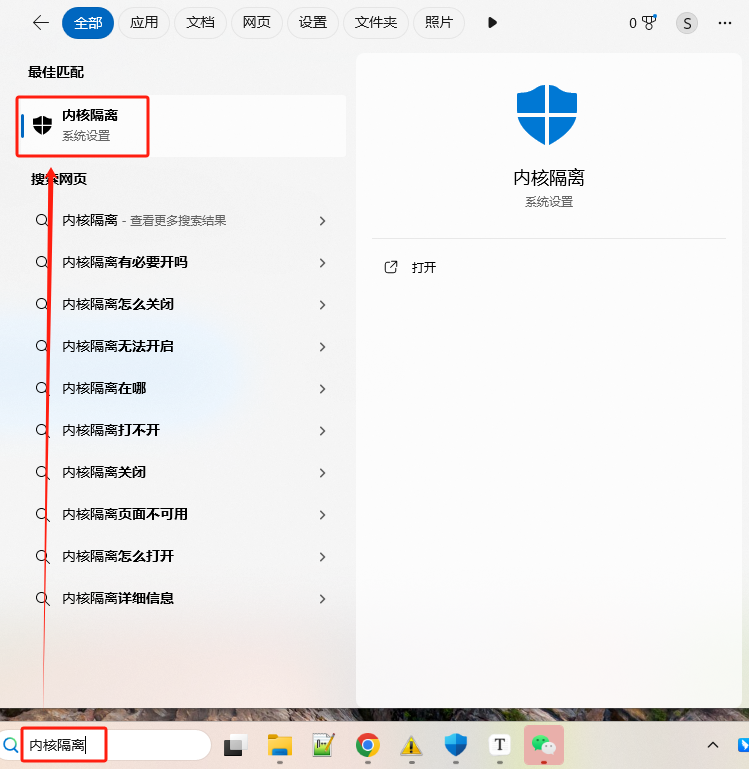 全部 应用 文档 网页 设置 文件夹 照片 0 S
最佳匹配
内核隔离
系统设置
搜索网页
内核隔离 - 查看更多搜索结果
内核隔离有必要开吗
内核隔离怎么关闭
内核隔离无法开启
内核隔离在哪
内核隔离打不开
内核隔离关闭
内核隔离页面不可用
内核隔离怎么打开
内核隔离详细信息
内核隔离
系统设置
打开
内核隔离 T